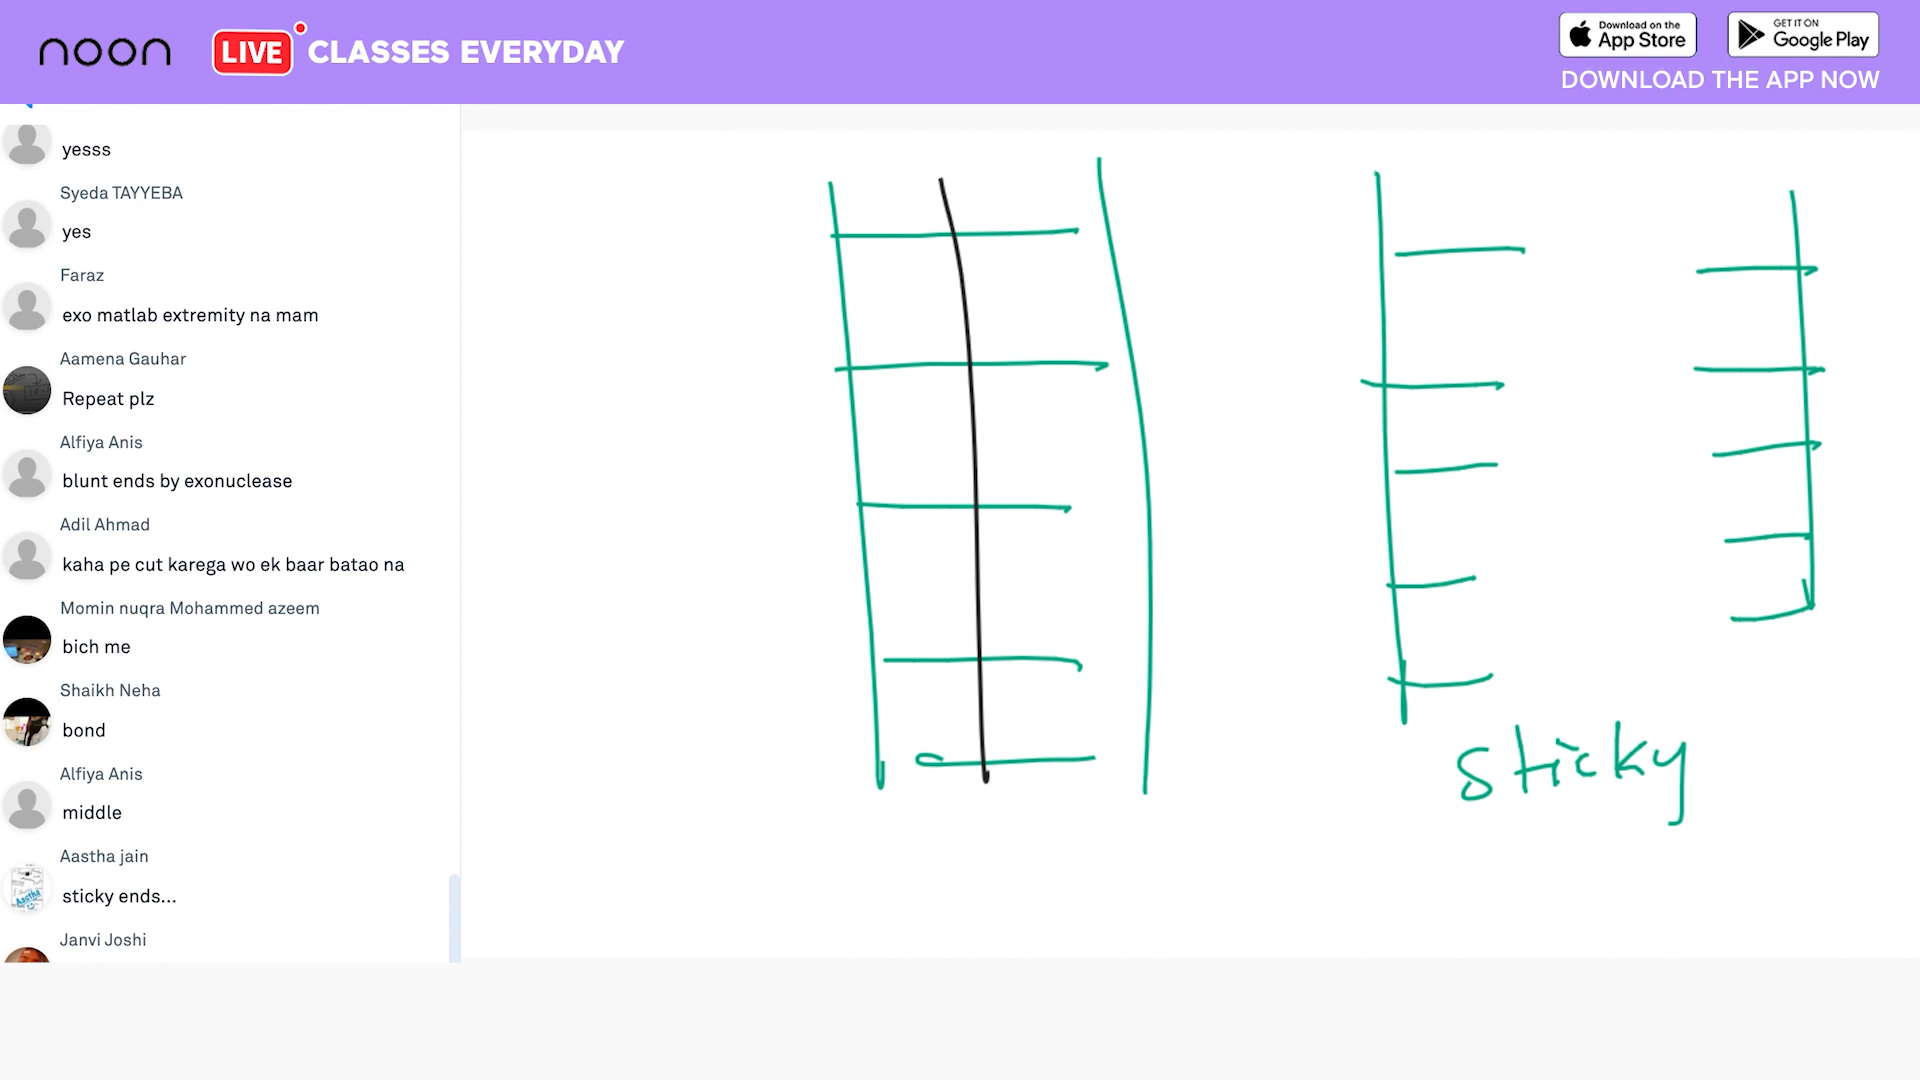 noon LIVE CLASSES EVERYDAY
Download on the App Store
GET IT ON Google Play
DOWNLOAD THE APP NOW
yesss
Syeda TAYYEBA
yes
Faraz
exo matlab extremity na mam
Aamena Gauhar
Repeat plz
Alfiya Anis
blunt ends by exonuclease
Adil Ahmad
kaha pe cut karega wo ek baar batao na
Momin nuqra Mohammed azeem
bich me
Shaikh Neha
bond
Alfiya Anis
middle
Aastha jain
sticky ends...
Janvi Joshi
sticky